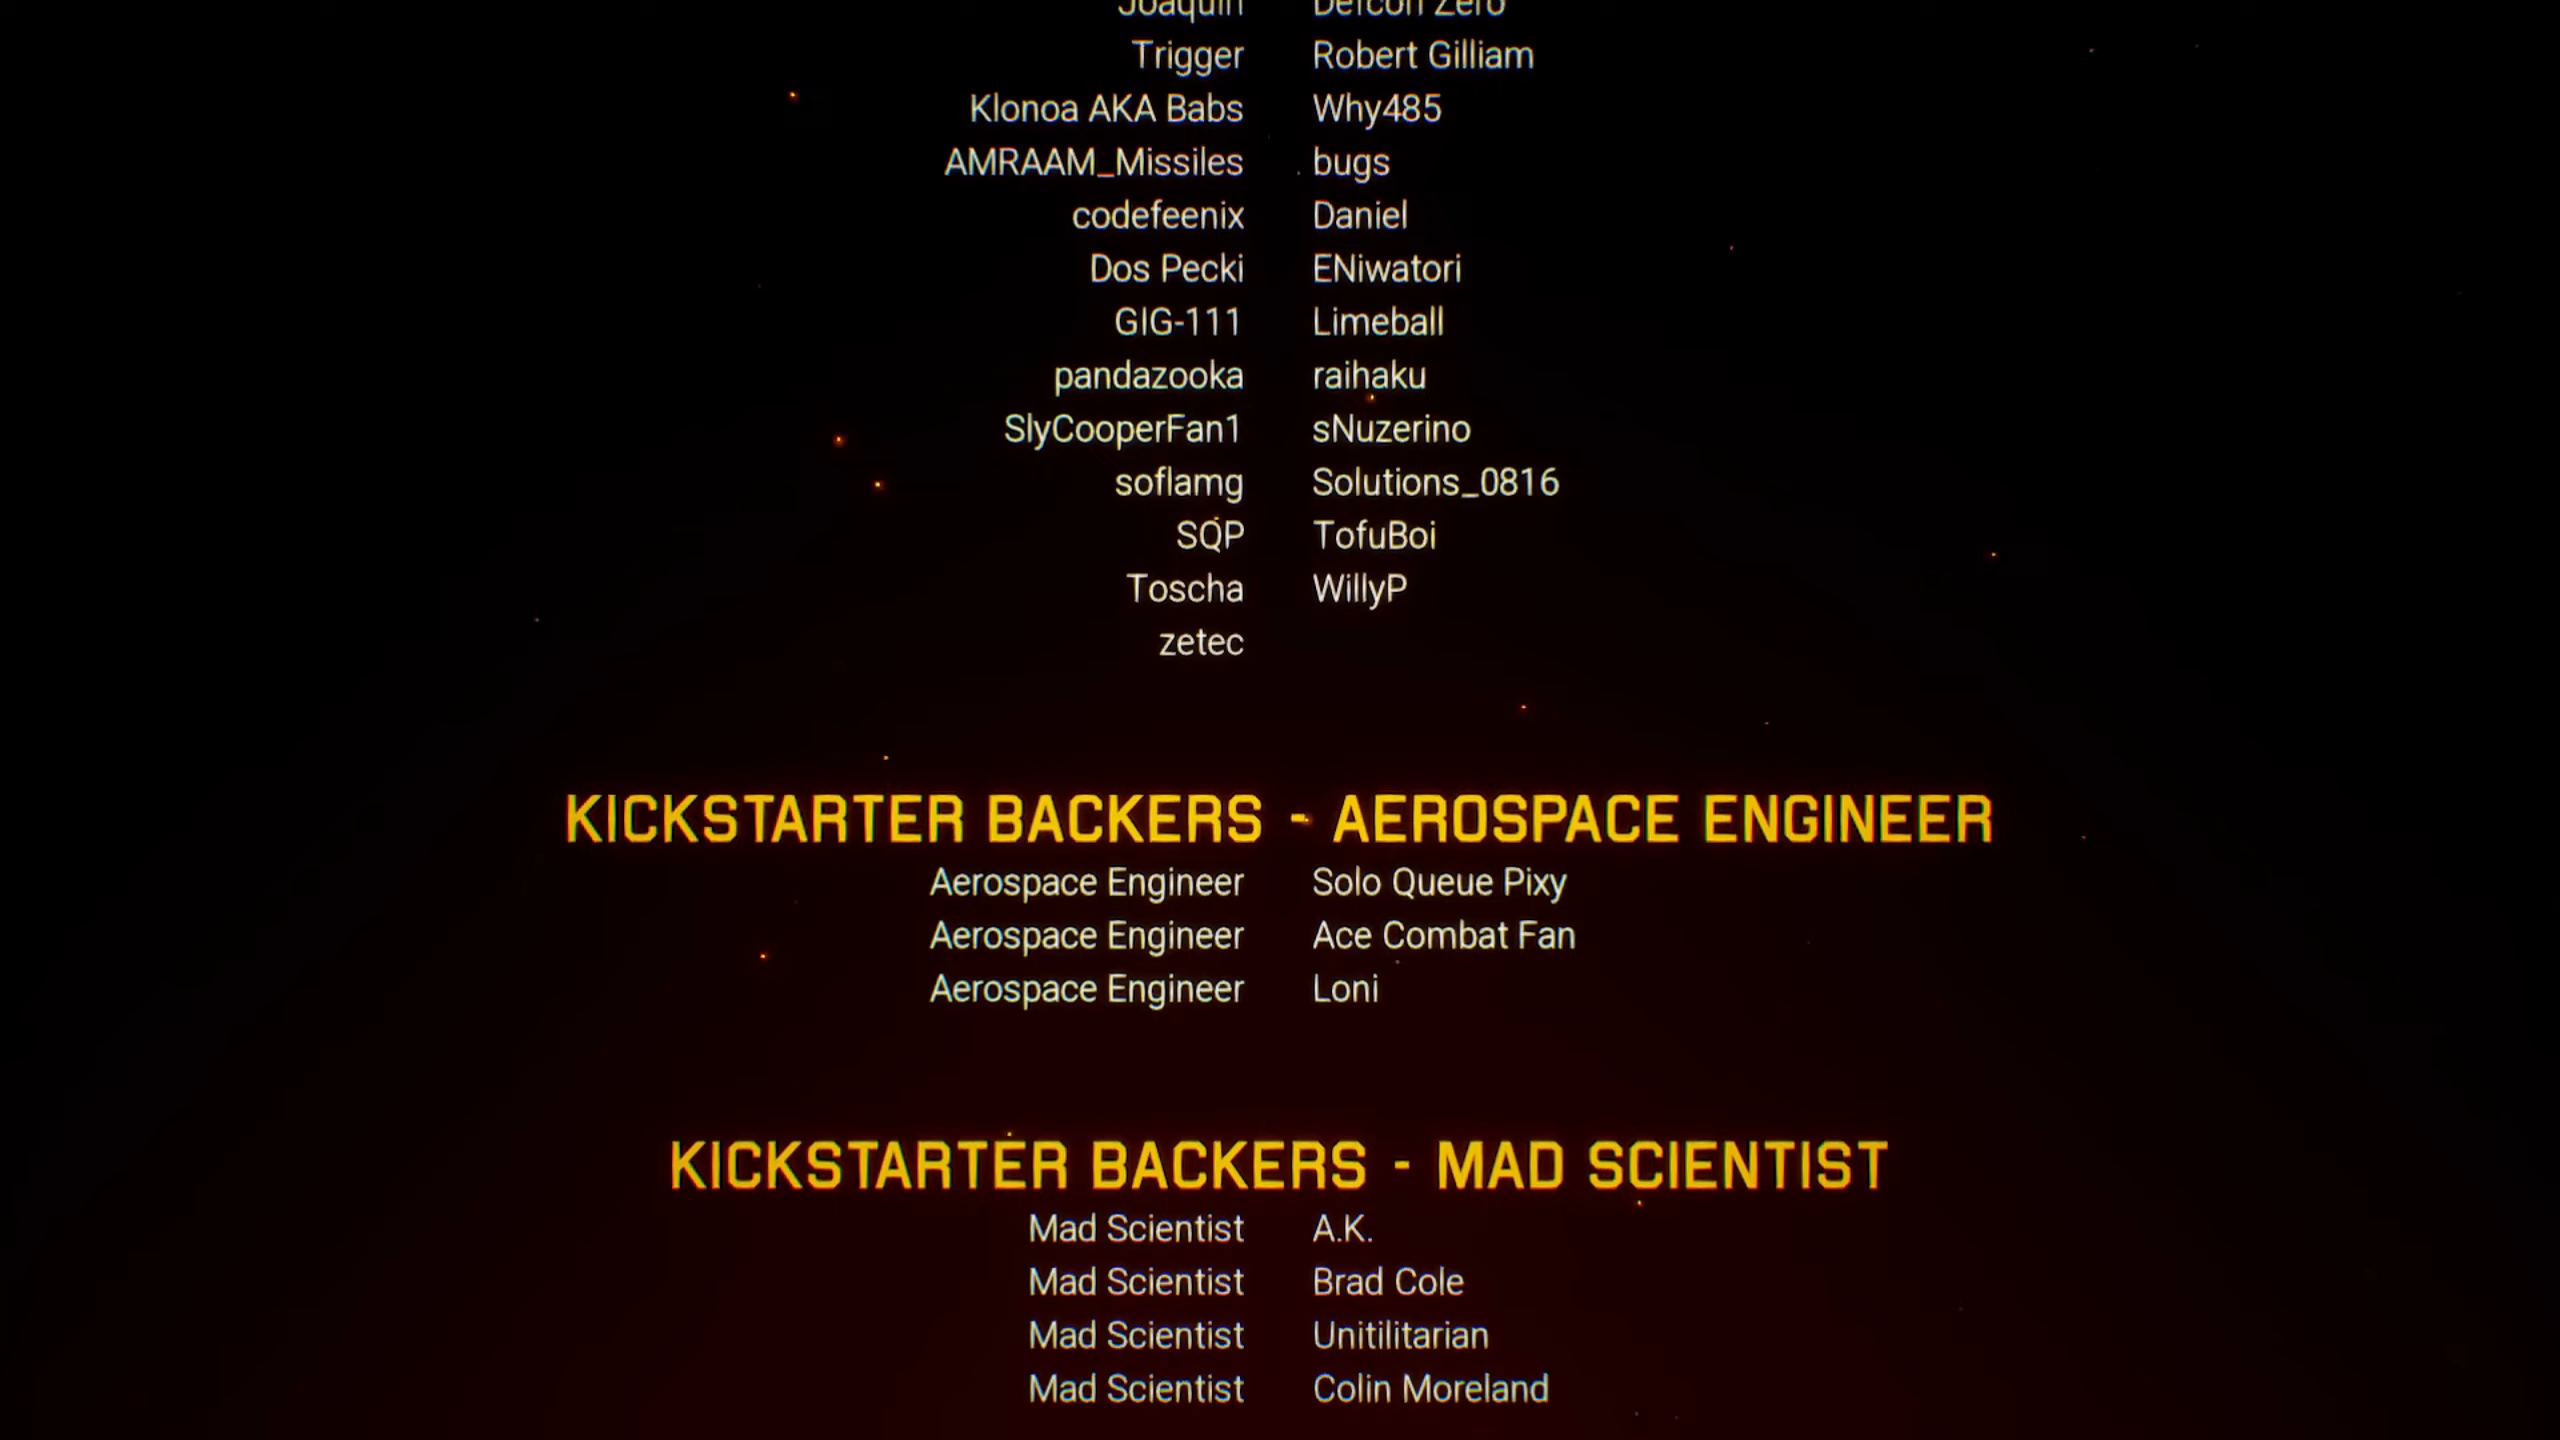 Joaquin Defcon Zero
Trigger Robert Gilliam
Klonoa AKA Babs Why485
AMRAAM_Missiles bugs
codefeenix Daniel
Dos Pecki ENiwatori
GIG-111 Limeball
pandazooka raihaku
SlyCooperFan1 sNuzerino
soflamg Solutions_0816
SQP TofuBoi
Toscha WillyP
zetec
KICKSTARTER BACKERS - AEROSPACE ENGINEER
Aerospace Engineer Solo Queue Pixy
Aerospace Engineer Ace Combat Fan
Aerospace Engineer Loni
KICKSTARTER BACKERS - MAD SCIENTIST
Mad Scientist A.K.
Mad Scientist Brad Cole
Mad Scientist Unitilitarian
Mad Scientist Colin Moreland